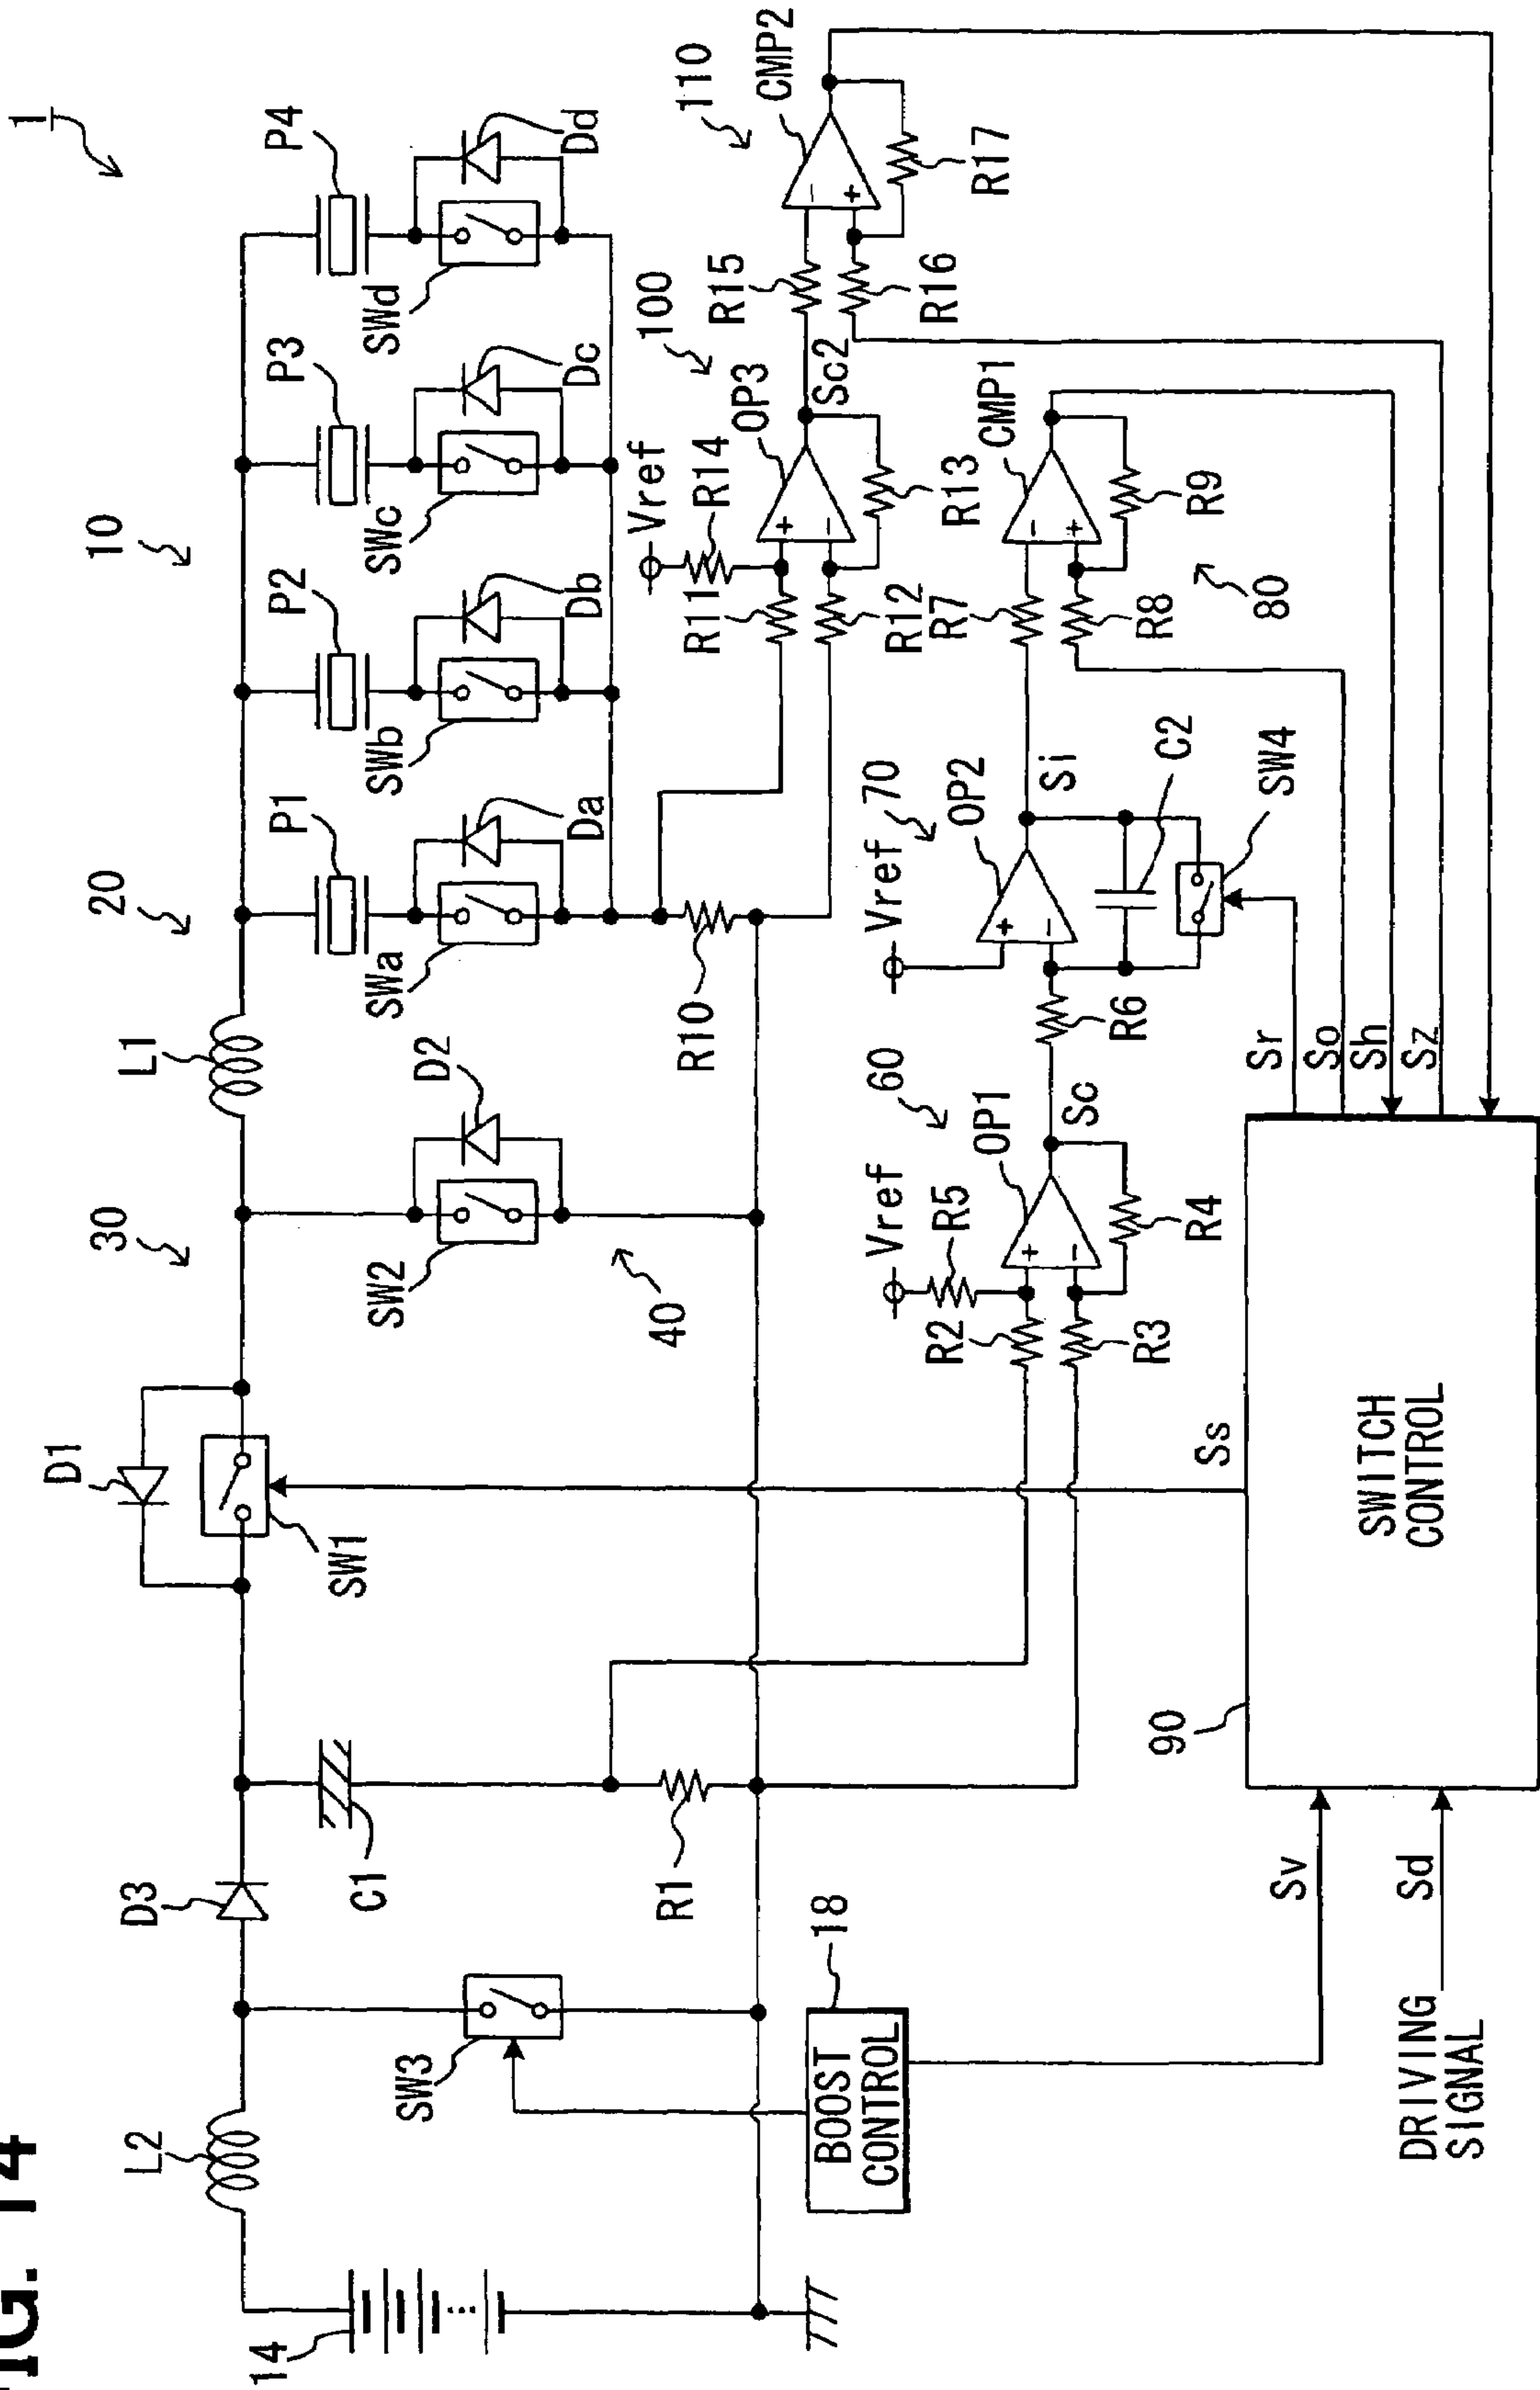 FIG. 14
1
10
20
30
L2
D3
D1
L1
P1
P2
P3
P4
14
SW3
C1
SW1
SW2
D2
40
SWa
Da
SWb
Db
SWc
Dc
SWd
Dd
R1
R10
18
BOOST
CONTROL
Vref
R14
R11
R12
OP3
100
R13
Sc2
R15
R16
110
CMP2
R17
60
Vref
R5
R2
R3
OP1
R4
Sc
R6
Vref
70
OP2
Si
C2
SW4
R7
R8
CMP1
R9
80
Ss
90
SWITCH
CONTROL
Sr
So
Sh
Sz
Sv
Sd
DRIVING
SIGNAL